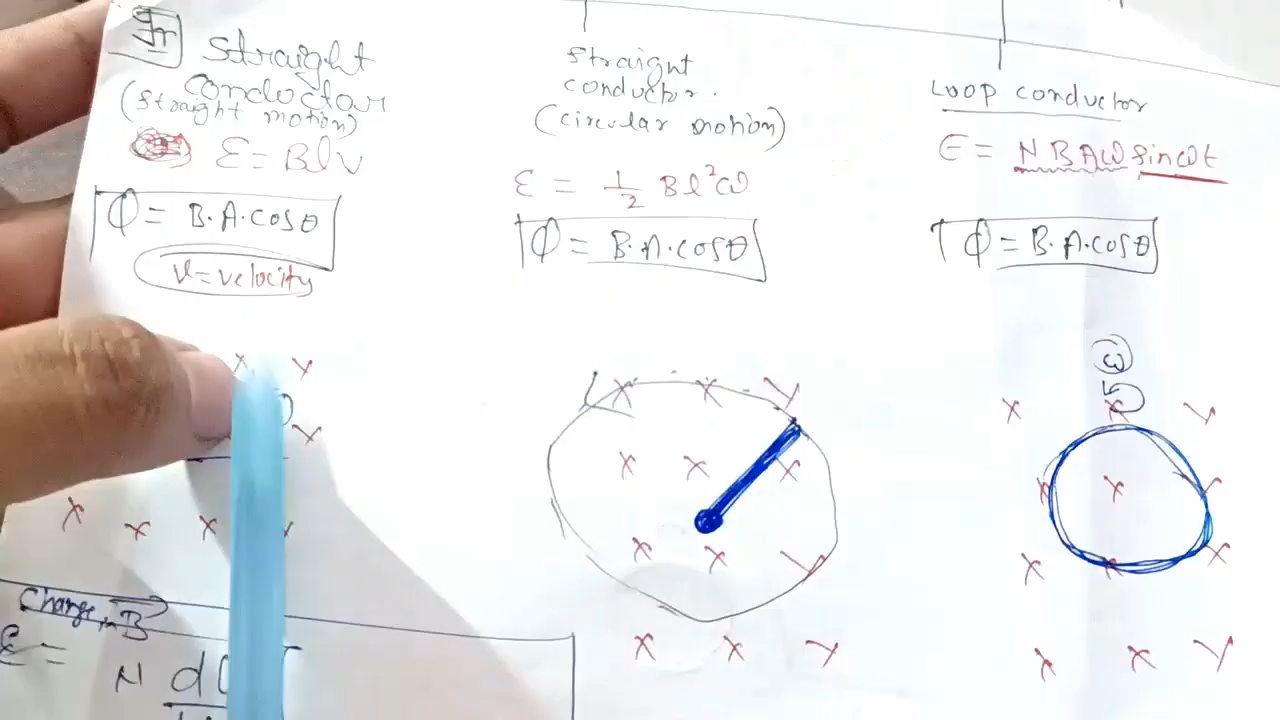 Straight
conductor
(straight motion)
ε = Blv
Φ = B.A.cosθ
v = velocity
straight
conductor.
(circular motion)
ε = 1/2 Bl²ω
Φ = B.A.cosθ
Loop conductor
ε = NBAω sinωt
Φ = B.A.cosθ
ω
x x
x
x x x x
x x x
x x x
x x x
x x x
x x x
x x x
x x
x x x
Change in B
ε = N d